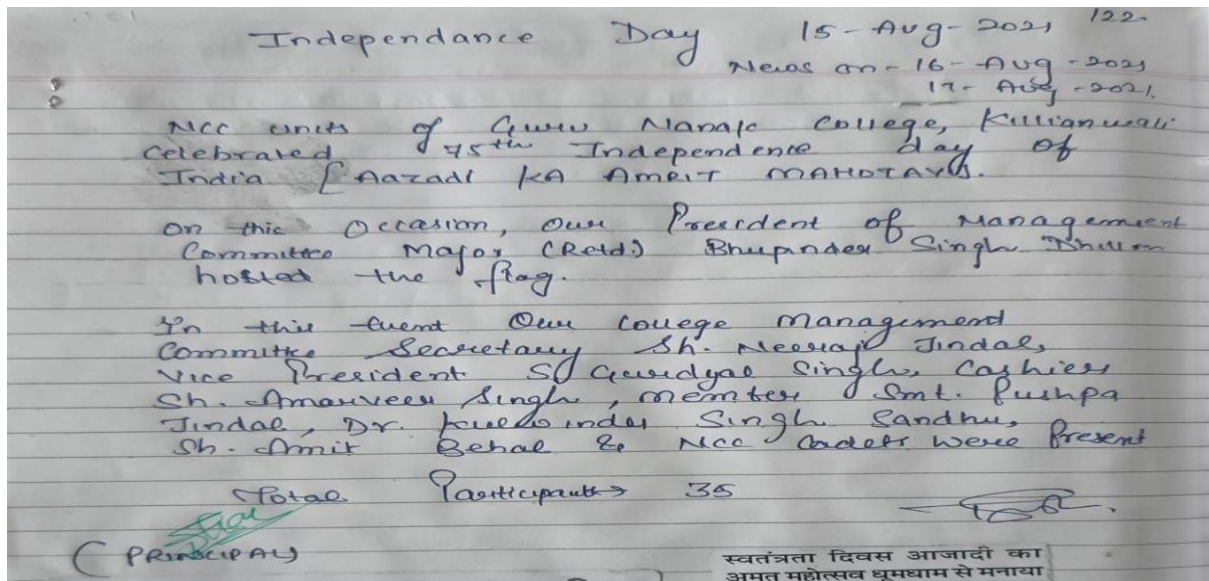 122.
Independance Day 15-Aug-2021
News on - 16-Aug-2021
17-Aug-2021.
NCC units of Guru Nanak College, Killianwali
Celebrated 75th Independence day of
India [AAzadi KA AMRIT MAHOTAVS.
On this Occasion, Our President of Management
Committee Major (Retd.) Bhupinder Singh Dhillon
hosted the flag.
In this Event Our College Management
Committee Secretary Sh. Neeraj Jindal,
Vice President S. Gurdyal Singh, Cashier
Sh. Amarveer Singh, member Smt. Pushpa
Jindal, Dr. Kulwinder Singh Sandhu,
Sh. Amit Behal & NCC Cadets were Present
Total Participants → 35
(PRINCIPAL)
स्वतंत्रता दिवस आजादी का
अमृत महोत्सव धूमधाम से मनाया